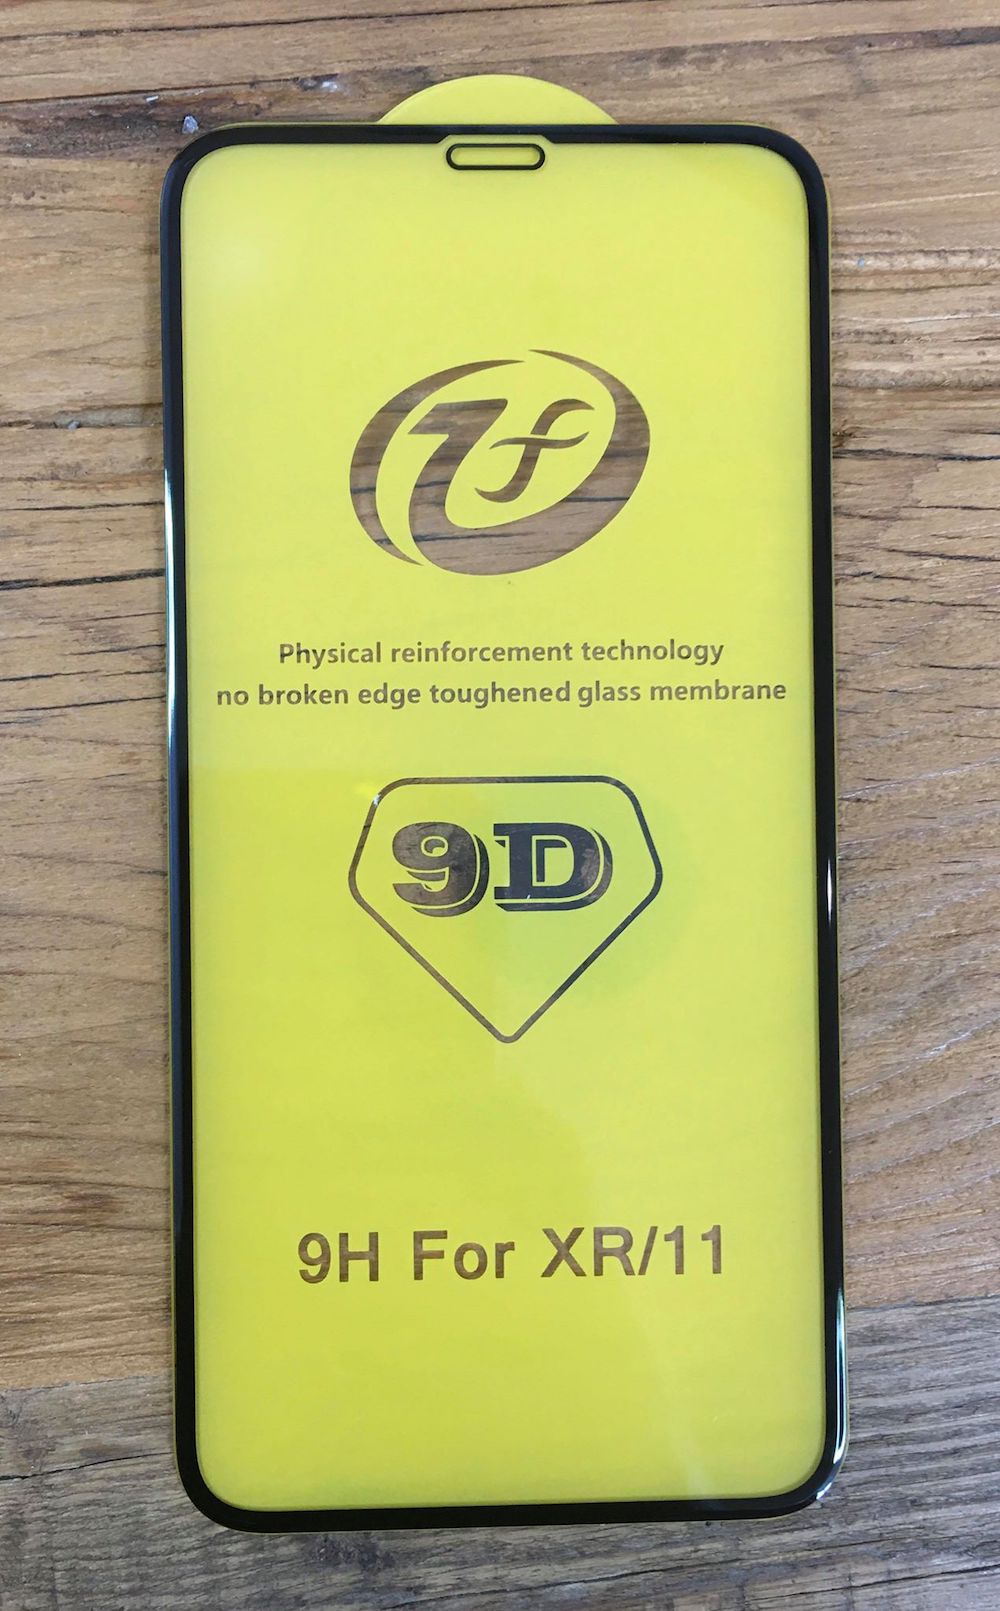 Physical reinforcement technology
no broken edge toughened glass membrane
9D
9H For XR/11